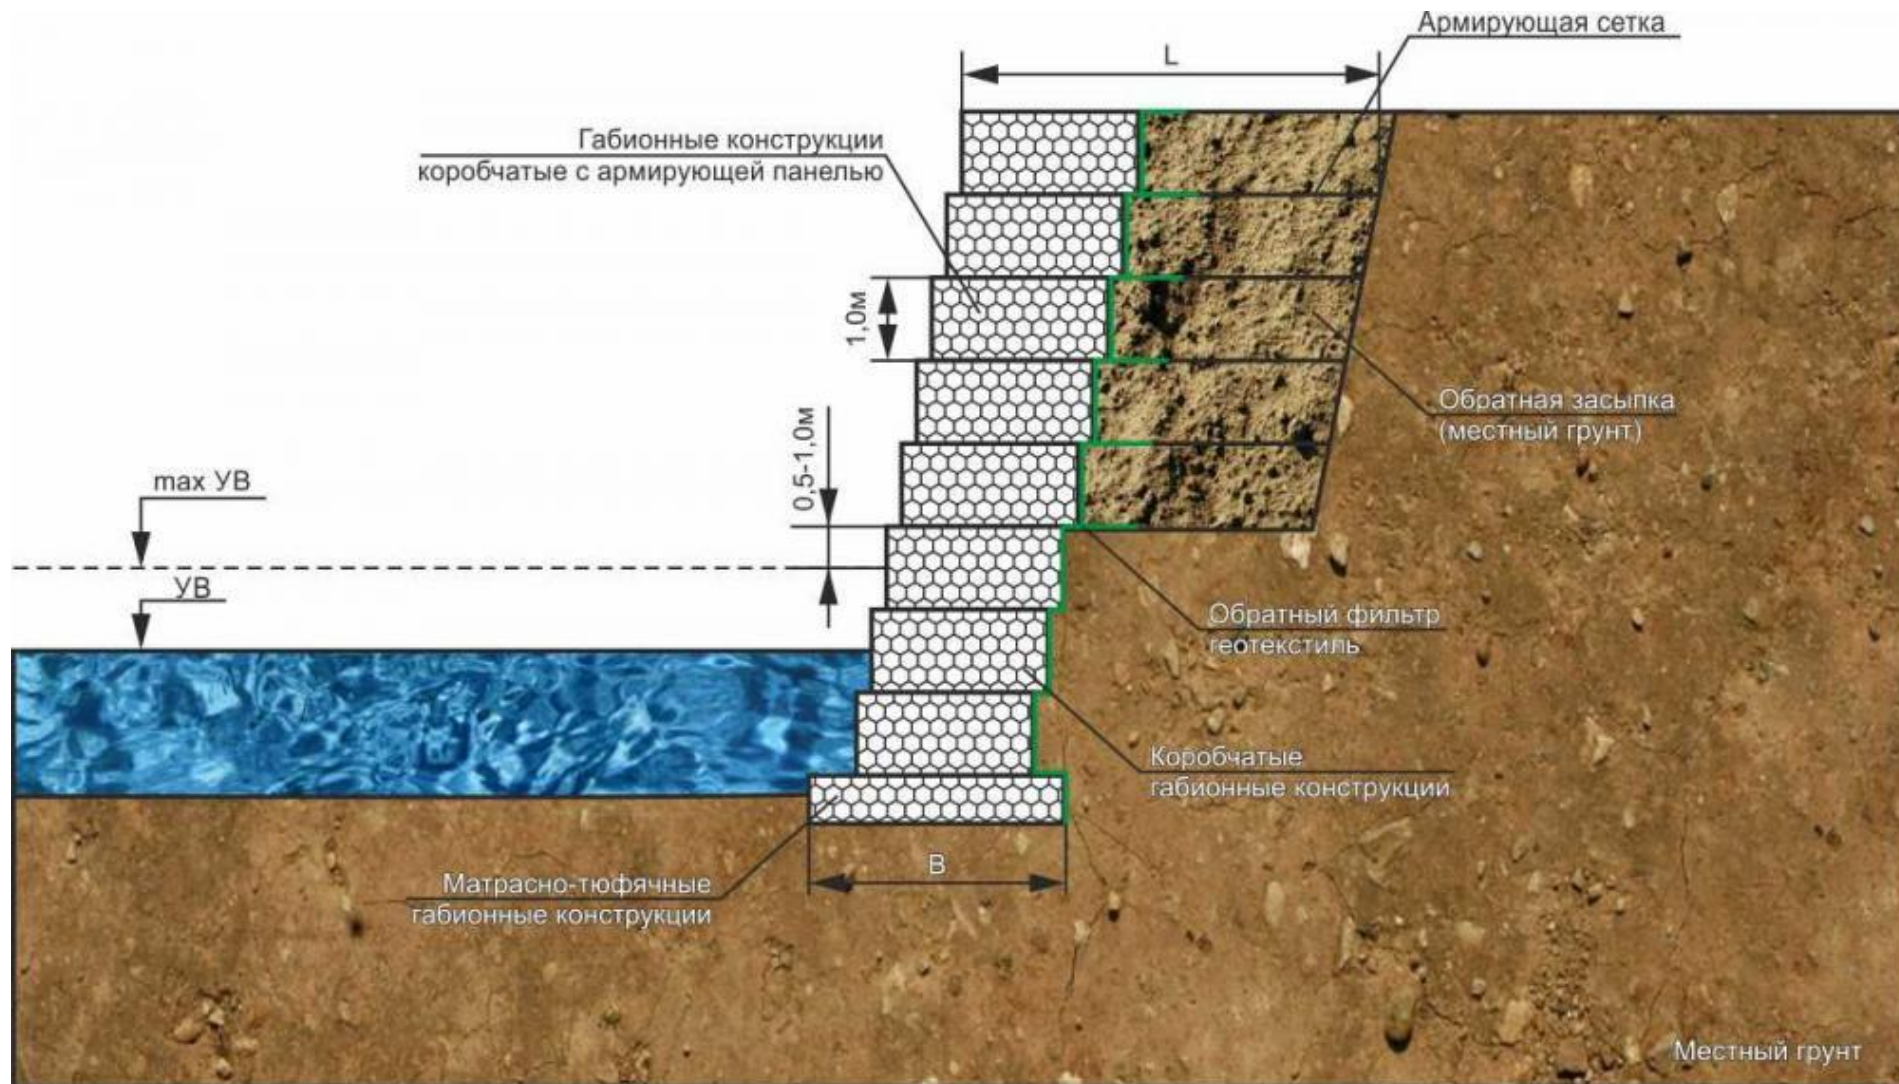 Армирующая сетка
L
Габионные конструкции
коробчатые с армирующей панелью
1,0м
Обратная засыпка
(местный грунт)
0,5-1,0м
max УВ
УВ
Обратный фильтр
геотекстиль
Коробчатые
габионные конструкции
B
Матрасно-тюфячные
габионные конструкции
Местный грунт